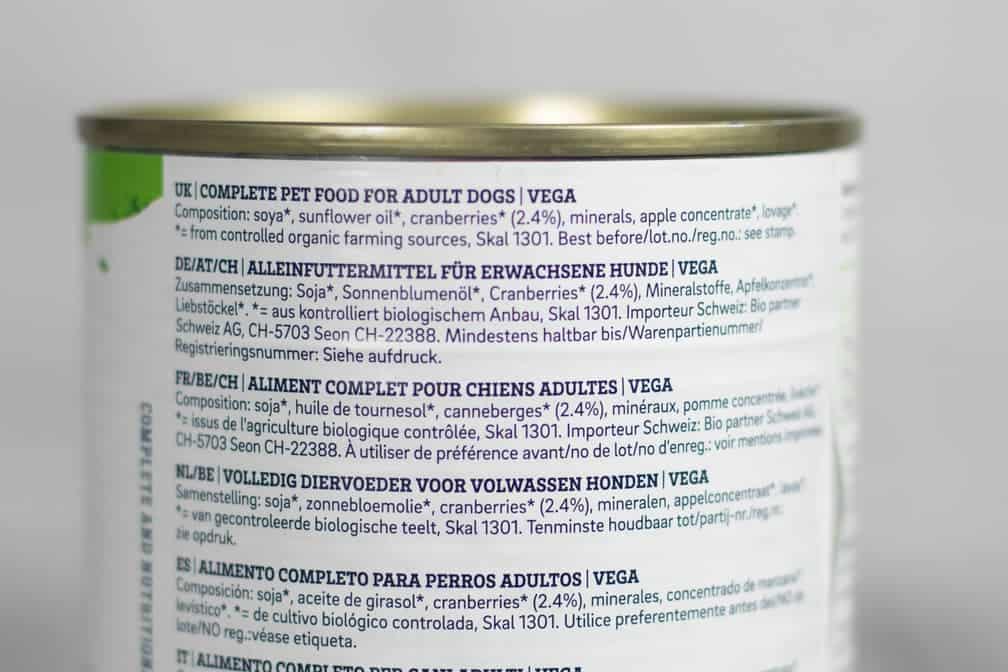 UK | COMPLETE PET FOOD FOR ADULT DOGS | VEGA
Composition: soya*, sunflower oil*, cranberries* (2.4%), minerals, apple concentrate*, lovage*.
*= from controlled organic farming sources, Skal 1301. Best before/lot.no./reg.no.: see stamp.
DE/AT/CH | ALLEINFUTTERMITTEL FÜR ERWACHSENE HUNDE | VEGA
Zusammensetzung: Soja*, Sonnenblumenöl*, Cranberries* (2.4%), Mineralstoffe, Apfelkonzentrat*,
Liebstöckel*. *= aus kontrolliert biologischem Anbau, Skal 1301. Importeur Schweiz: Bio partner
Schweiz AG, CH-5703 Seon CH-22388. Mindestens haltbar bis/Warenpartienummer/
Registrieringsnummer: Siehe aufdruck.
FR/BE/CH | ALIMENT COMPLET POUR CHIENS ADULTES | VEGA
Composition: soja*, huile de tournesol*, canneberges* (2.4%), minéraux, pomme concentrée,
*= issus de l'agriculture biologique contrôlée, Skal 1301. Importeur Schweiz: Bio partner Schweiz AG,
CH-5703 Seon CH-22388. À utiliser de préférence avant/no de lot/no d'enreg.: voir mentions imprimées
NL/BE | VOLLEDIG DIERVOEDER VOOR VOLWASSEN HONDEN | VEGA
Samenstelling: soja*, zonnebloemolie*, cranberries* (2.4%), mineralen, appelconcentraat*, lavas*.
*= van gecontroleerde biologische teelt, Skal 1301. Tenminste houdbaar tot/partij-nr./reg.nr.:
zie opdruk.
ES | ALIMENTO COMPLETO PARA PERROS ADULTOS | VEGA
Composición: soja*, aceite de girasol*, cranberries* (2.4%), minerales, concentrado de manzana*,
levístico*. *= de cultivo biológico controlada, Skal 1301. Utilice preferentemente antes del/NO de
lote/NO reg.:véase etiqueta.
IT | ALIMENTO COMPLETO PER CANI ADULTI | VEGA
COMPLETE AND NUTRITION